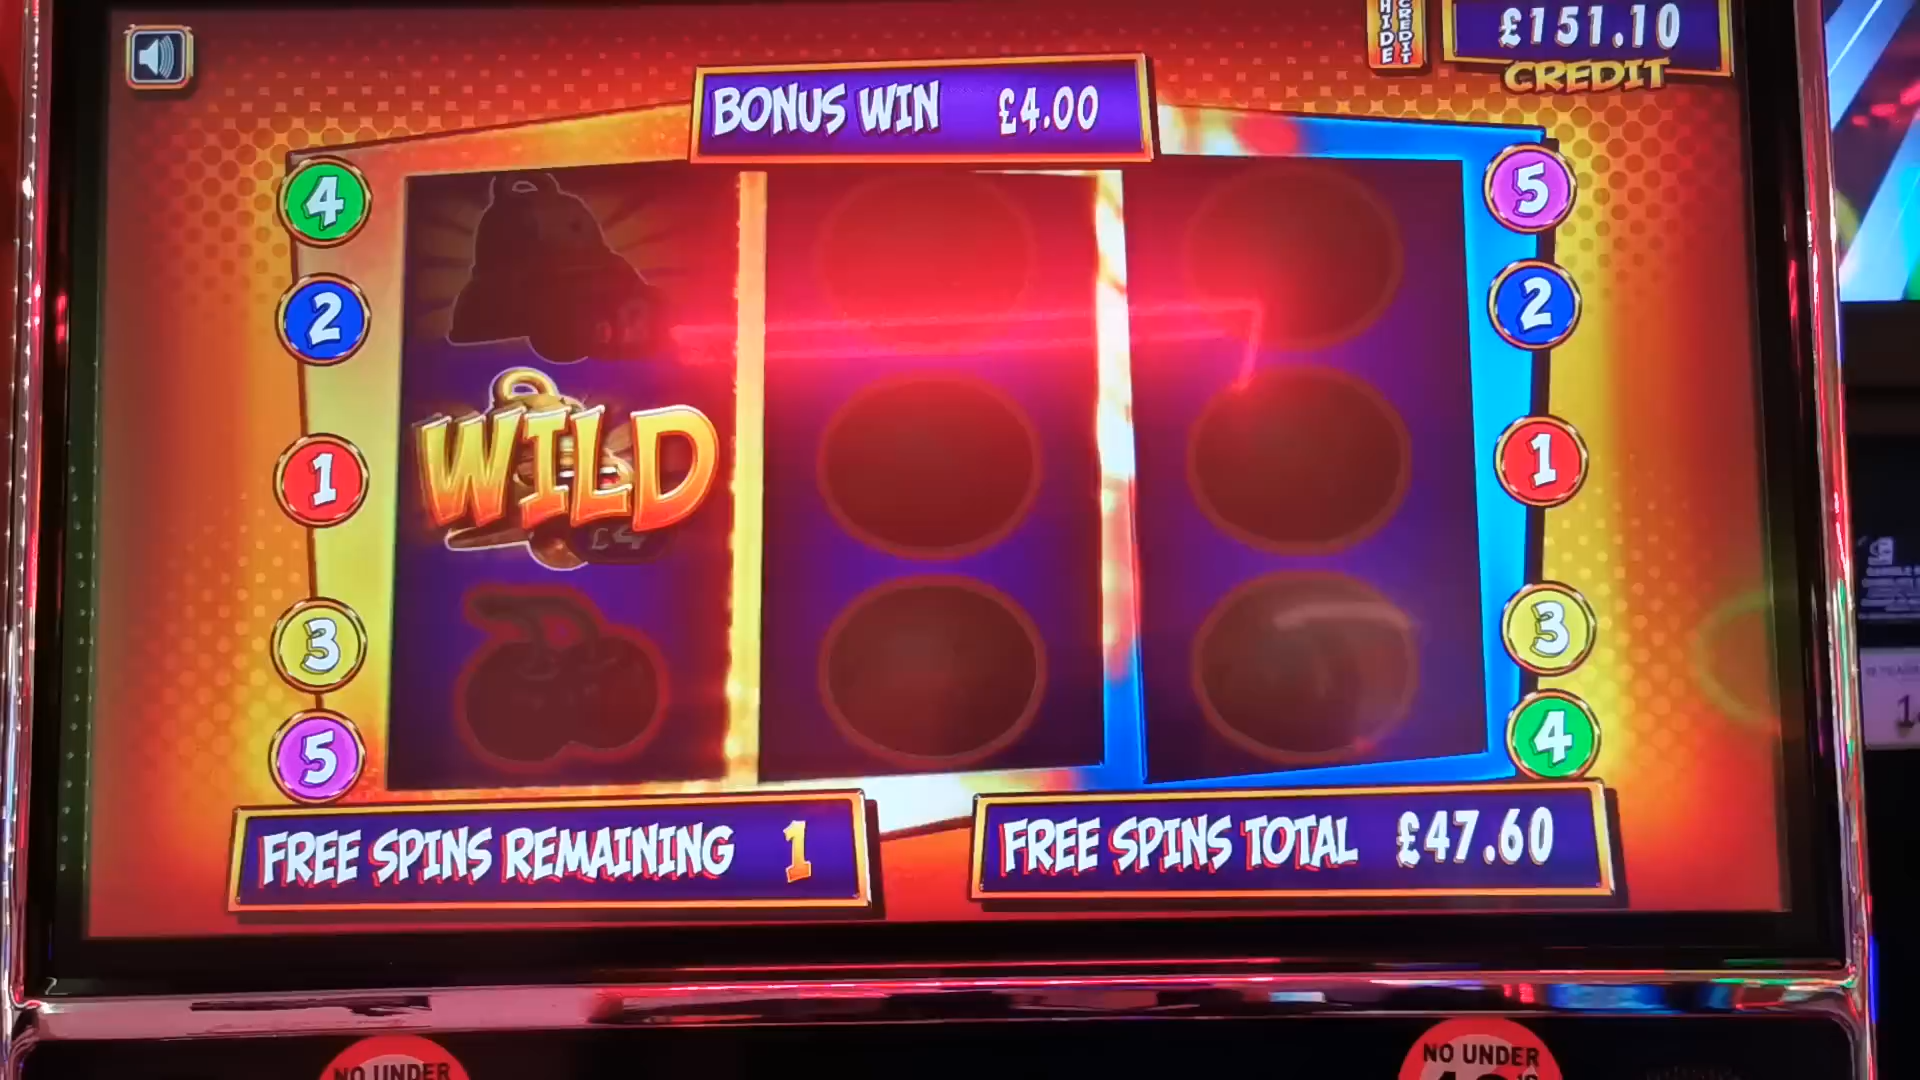 HIDE CREDIT
£151.10
CREDIT
BONUS WIN £4.00
4
5
2
2
WILD
1
1
£4
3
3
5
4
FREE SPINS REMAINING 1
FREE SPINS TOTAL £47.60
NO UNDER
NO UNDER